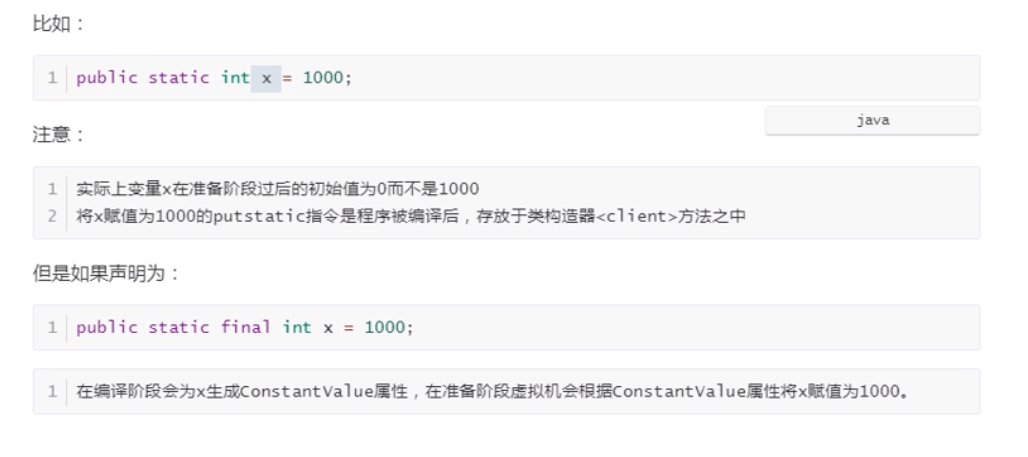 比如：
1 public static int x = 1000;
java
注意：
1 实际上变量x在准备阶段过后的初始值为0而不是1000
2 将x赋值为1000的putstatic指令是程序被编译后，存放于类构造器<client>方法之中
但是如果声明为：
1 public static final int x = 1000;
1 在编译阶段会为x生成ConstantValue属性，在准备阶段虚拟机会根据ConstantValue属性将x赋值为1000。